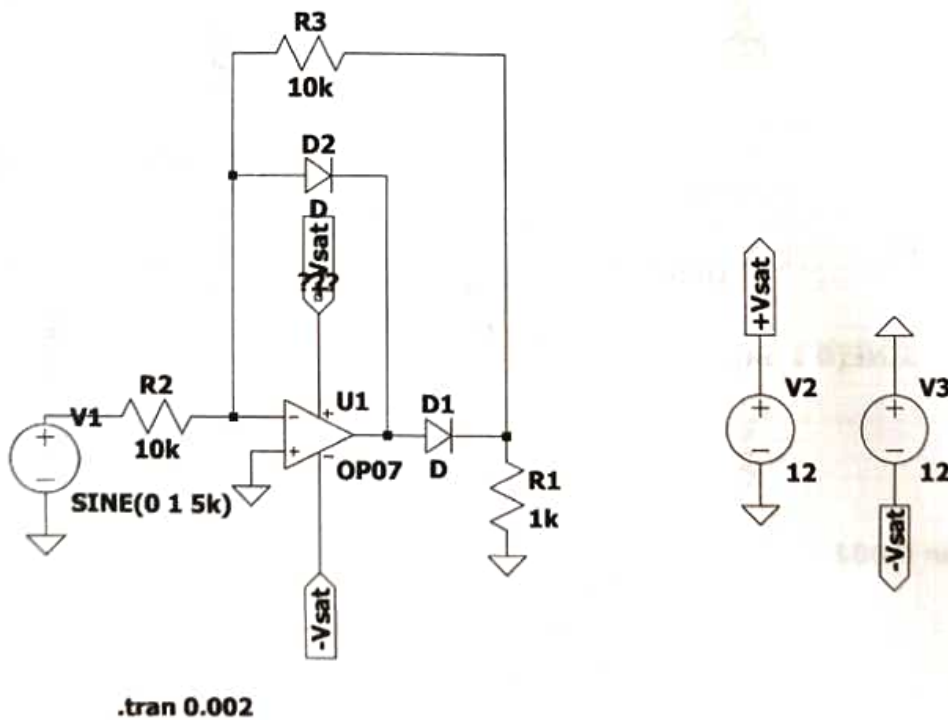 R3
10k
D2
D
+Vsat
???
R2
V1
10k
SINE(0 1 5k)
U1
OP07
D1
D
R1
1k
-Vsat
+Vsat
V2
12
V3
12
-Vsat
.tran 0.002